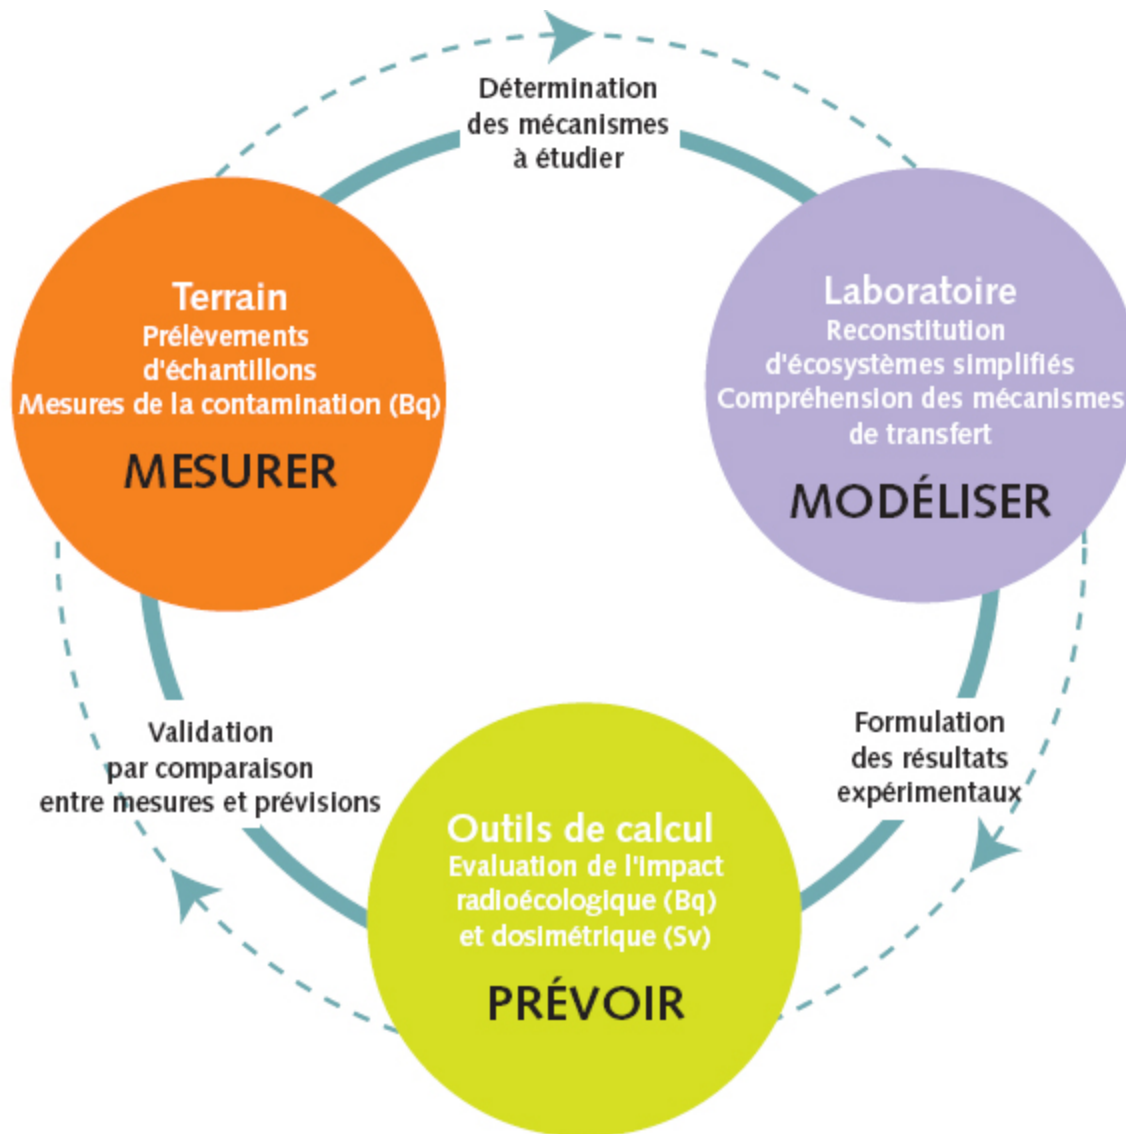 Détermination
des mécanismes
à étudier
Terrain
Prélèvements
d'échantillons
Mesures de la contamination (Bq)
MESURER
Laboratoire
Reconstitution
d'écosystèmes simplifiés
Compréhension des mécanismes
de transfert
MODÉLISER
Validation
par comparaison
entre mesures et prévisions
Formulation
des résultats
expérimentaux
Outils de calcul
Evaluation de l'impact
radioécologique (Bq)
et dosimétrique (Sv)
PRÉVOIR